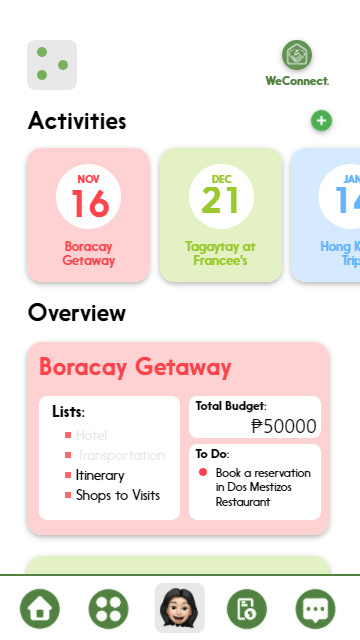 WeConnect.
Activities
NOV
16
Boracay
Getaway
DEC
21
Tagaytay at
Francee's
JAN
14
Hong K
Trip
Overview
Boracay Getaway
Lists:
Hotel
Transportation
Itinerary
Shops to Visits
Total Budget:
₱50000
To Do:
Book a reservation
in Dos Mestizos
Restaurant